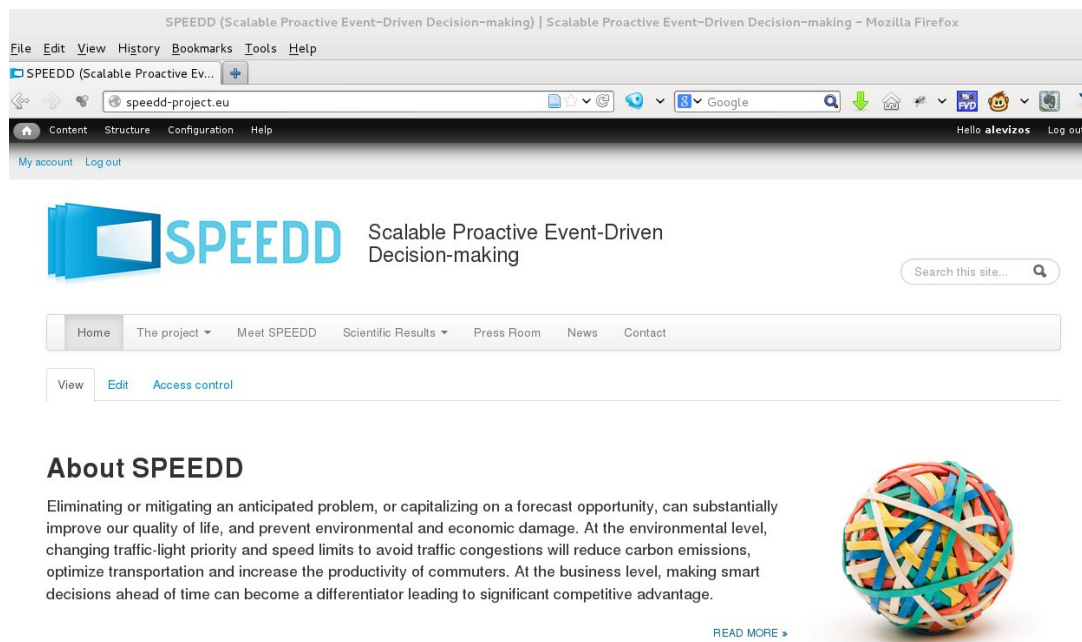 SPEEDD (Scalable Proactive Event-Driven Decision-making) | Scalable Proactive Event-Driven Decision-making - Mozilla Firefox
File Edit View History Bookmarks Tools Help
SPEEDD (Scalable Proactive Ev...
speedd-project.eu
Google
FVD
Content Structure Configuration Help
Hello alevizos Log out
My account Log out
SPEEDD
Scalable Proactive Event-Driven
Decision-making
Search this site...
Home The project Meet SPEEDD Scientific Results Press Room News Contact
View Edit Access control
About SPEEDD
Eliminating or mitigating an anticipated problem, or capitalizing on a forecast opportunity, can substantially
improve our quality of life, and prevent environmental and economic damage. At the environmental level,
changing traffic-light priority and speed limits to avoid traffic congestions will reduce carbon emissions,
optimize transportation and increase the productivity of commuters. At the business level, making smart
decisions ahead of time can become a differentiator leading to significant competitive advantage.
READ MORE »